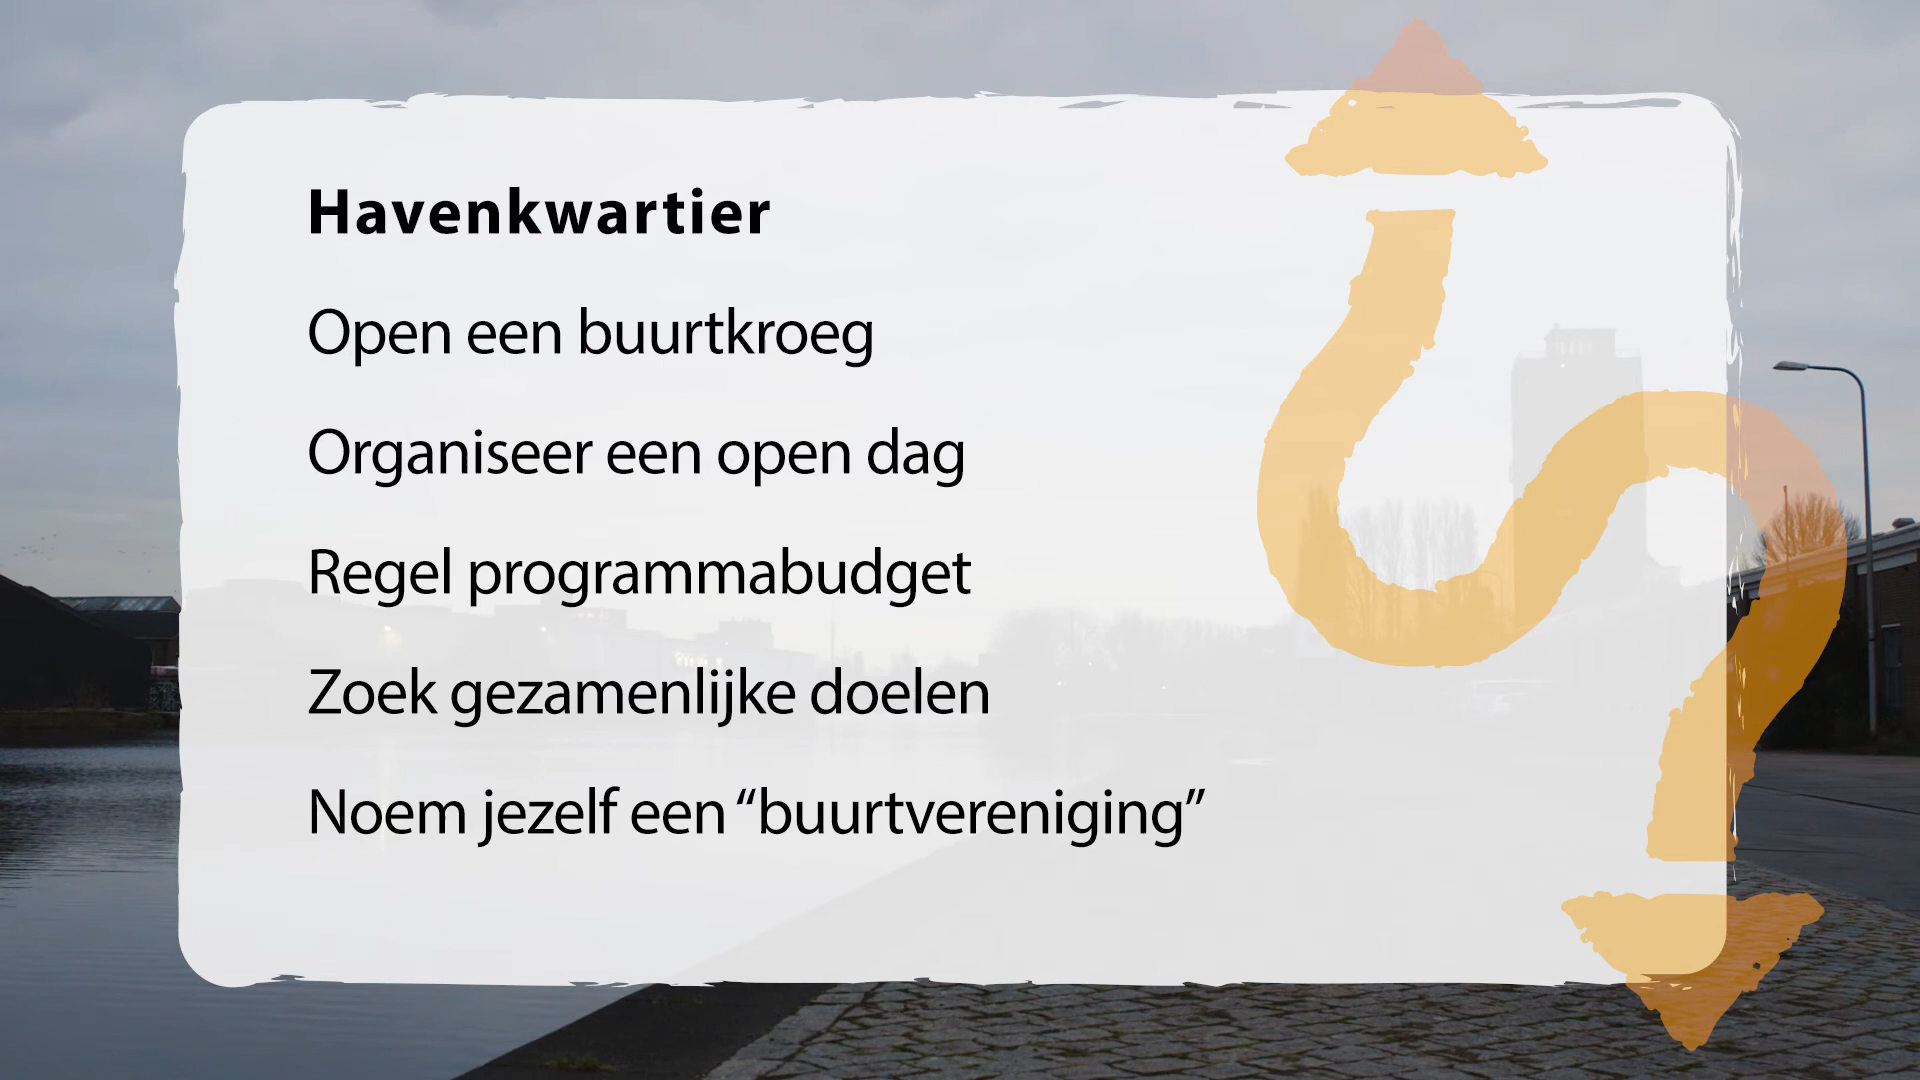 Havenkwartier
Open een buurtkroeg
Organiseer een open dag
Regel programmabudget
Zoek gezamenlijke doelen
Noem jezelf een “buurtvereniging”